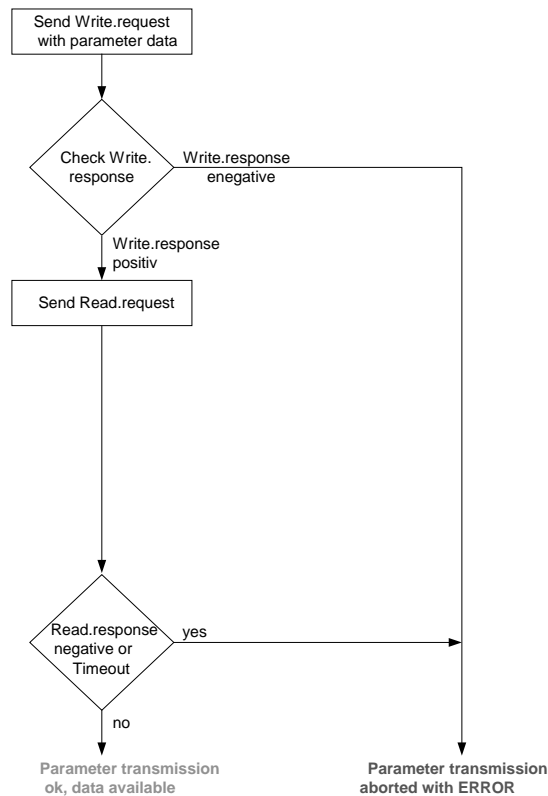 Send Write.request
with parameter data
Check Write.
response
Write.response
enegative
Write.response
positiv
Send Read.request
Read.response
negative or
Timeout
yes
no
Parameter transmission
ok, data available
Parameter transmission
aborted with ERROR